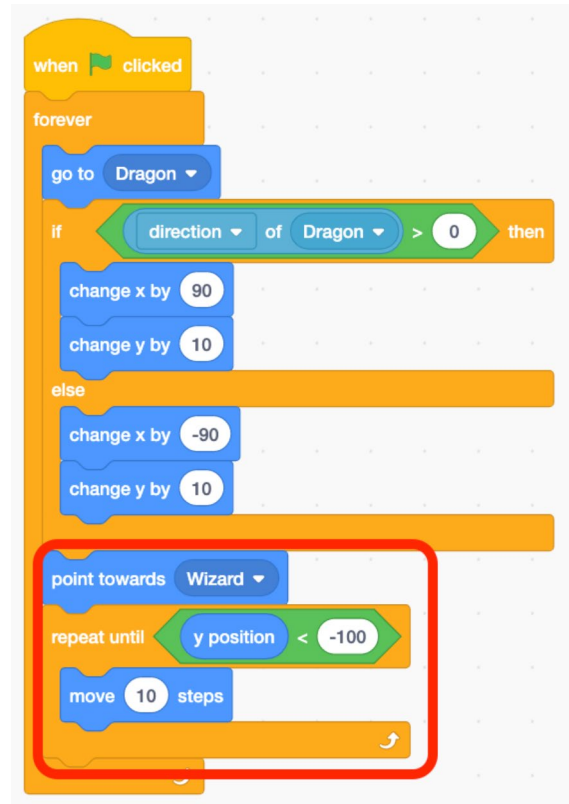 when clicked
forever
go to Dragon
if direction of Dragon > 0 then
change x by 90
change y by 10
else
change x by -90
change y by 10
point towards Wizard
repeat until y position < -100
move 10 steps